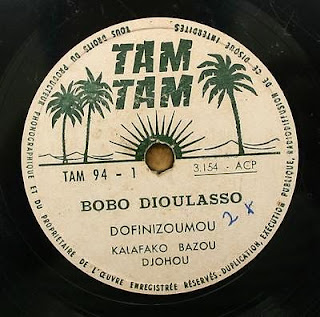 TAM
TAM
TAM 94 - 1
3.154 - ACP
BOBO DIOULASSO
DOFINIZOUMOU
2 x
KALAFAKO BAZOU
DJOHOU
TOUS DROITS DU PRODUCTEUR PHONOGRAPHIQUE ET DU PROPRIÉTAIRE DE L'ŒUVRE ENREGISTRÉE RÉSERVÉS. DUPLICATION, EXÉCUTION PUBLIQUE, RADIODIFFUSION DE CE DISQUE INTERDITES